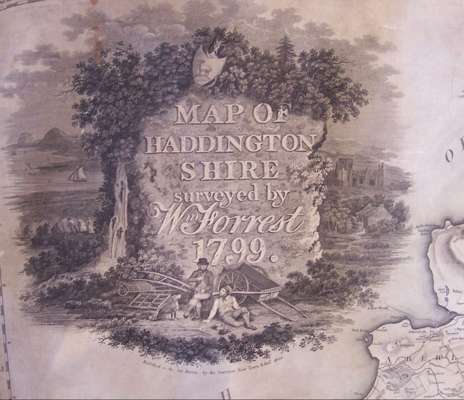 MAP OF
HADDINGTON
SHIRE
surveyed by
Wm Forrest
1799.